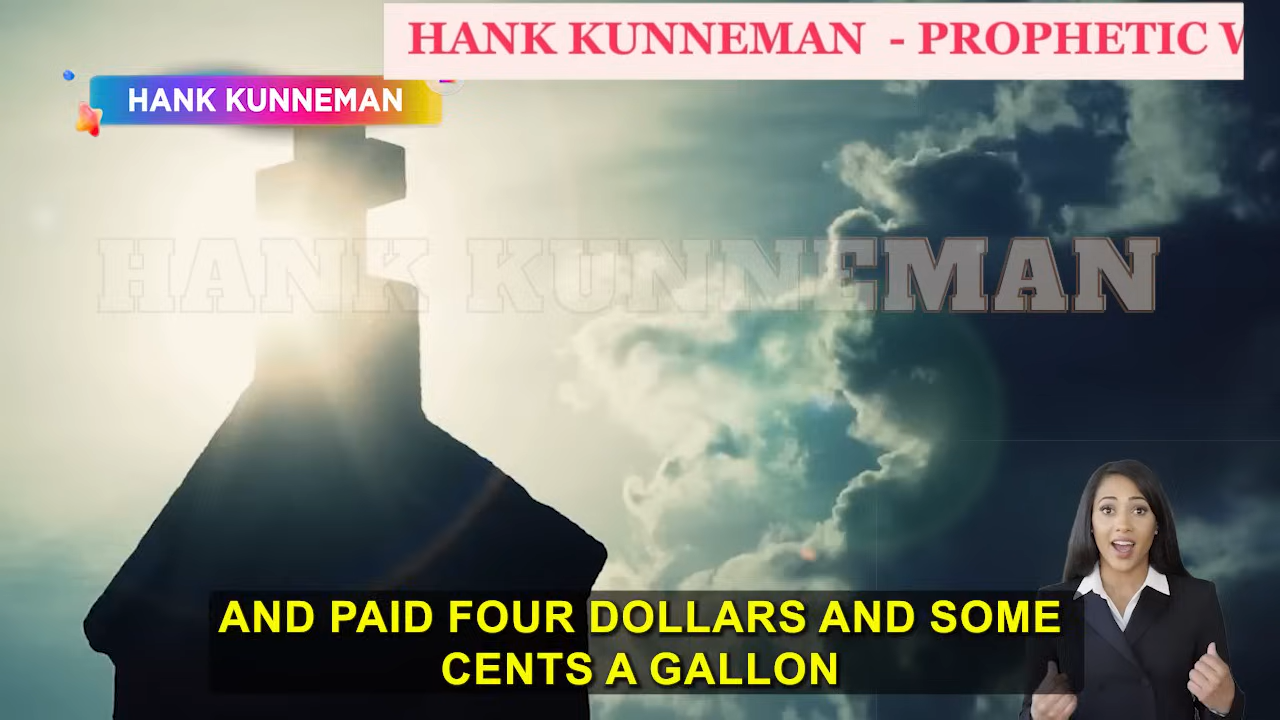 HANK KUNNEMAN - PROPHETIC
HANK KUNNEMAN
HANK KUNNEMAN
AND PAID FOUR DOLLARS AND SOME
CENTS A GALLON